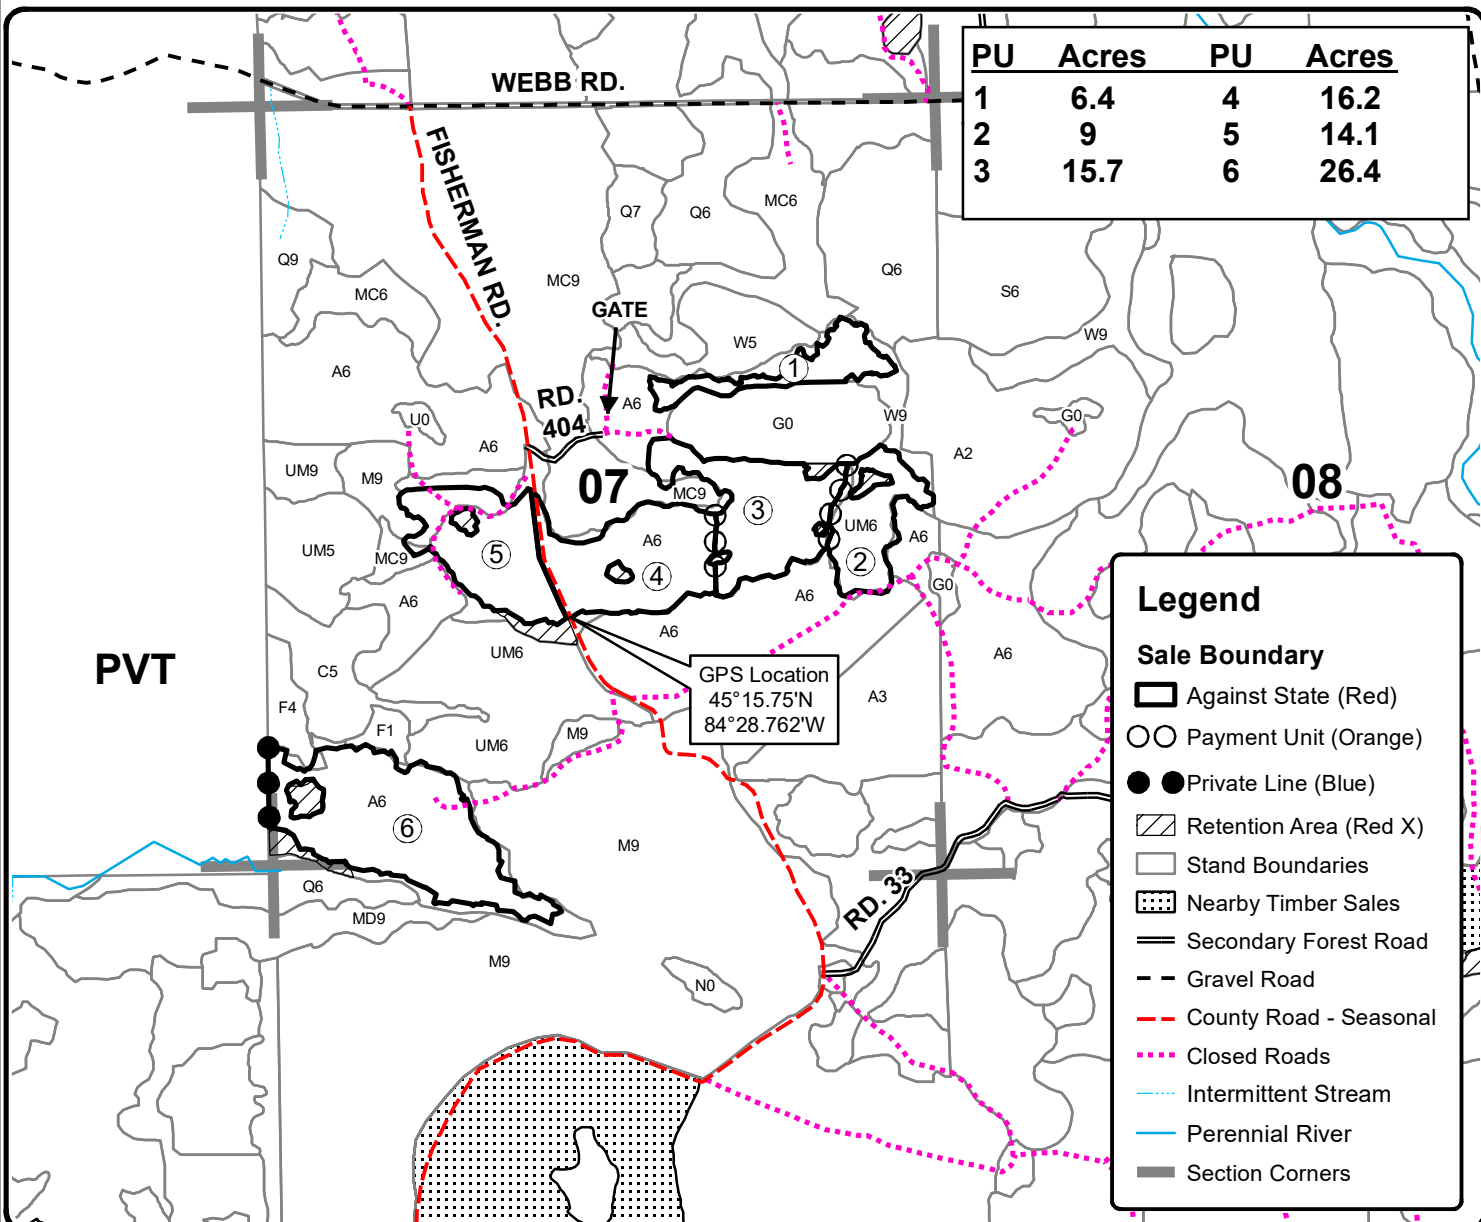 PU Acres PU Acres
1 6.4 4 16.2
2 9 5 14.1
3 15.7 6 26.4
WEBB RD.
FISHERMAN RD.
Q7
Q6
MC6
Q9
MC6
MC9
Q6
S6
GATE
W5
W9
1
A6
RD.
404
A6
G0
W9
G0
U0
A6
A2
UM9
M9
07
MC9
3
08
UM6
A6
UM5
MC9
5
A6
4
2
G0
A6
A6
A6
UM6
A6
PVT
C5
GPS Location
45°15.75'N
84°28.762'W
A3
F4
F1
UM6
M9
A6
6
M9
Q6
MD9
RD. 33
M9
N0
Legend
Sale Boundary
Against State (Red)
Payment Unit (Orange)
Private Line (Blue)
Retention Area (Red X)
Stand Boundaries
Nearby Timber Sales
Secondary Forest Road
Gravel Road
County Road - Seasonal
Closed Roads
Intermittent Stream
Perennial River
Section Corners